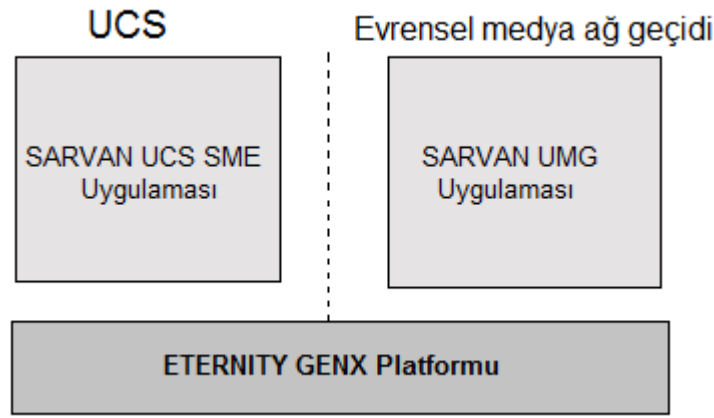 UCS
Evrensel medya ağ geçidi
SARVAN UCS SME
Uygulaması
SARVAN UMG
Uygulaması
ETERNITY GENX Platformu